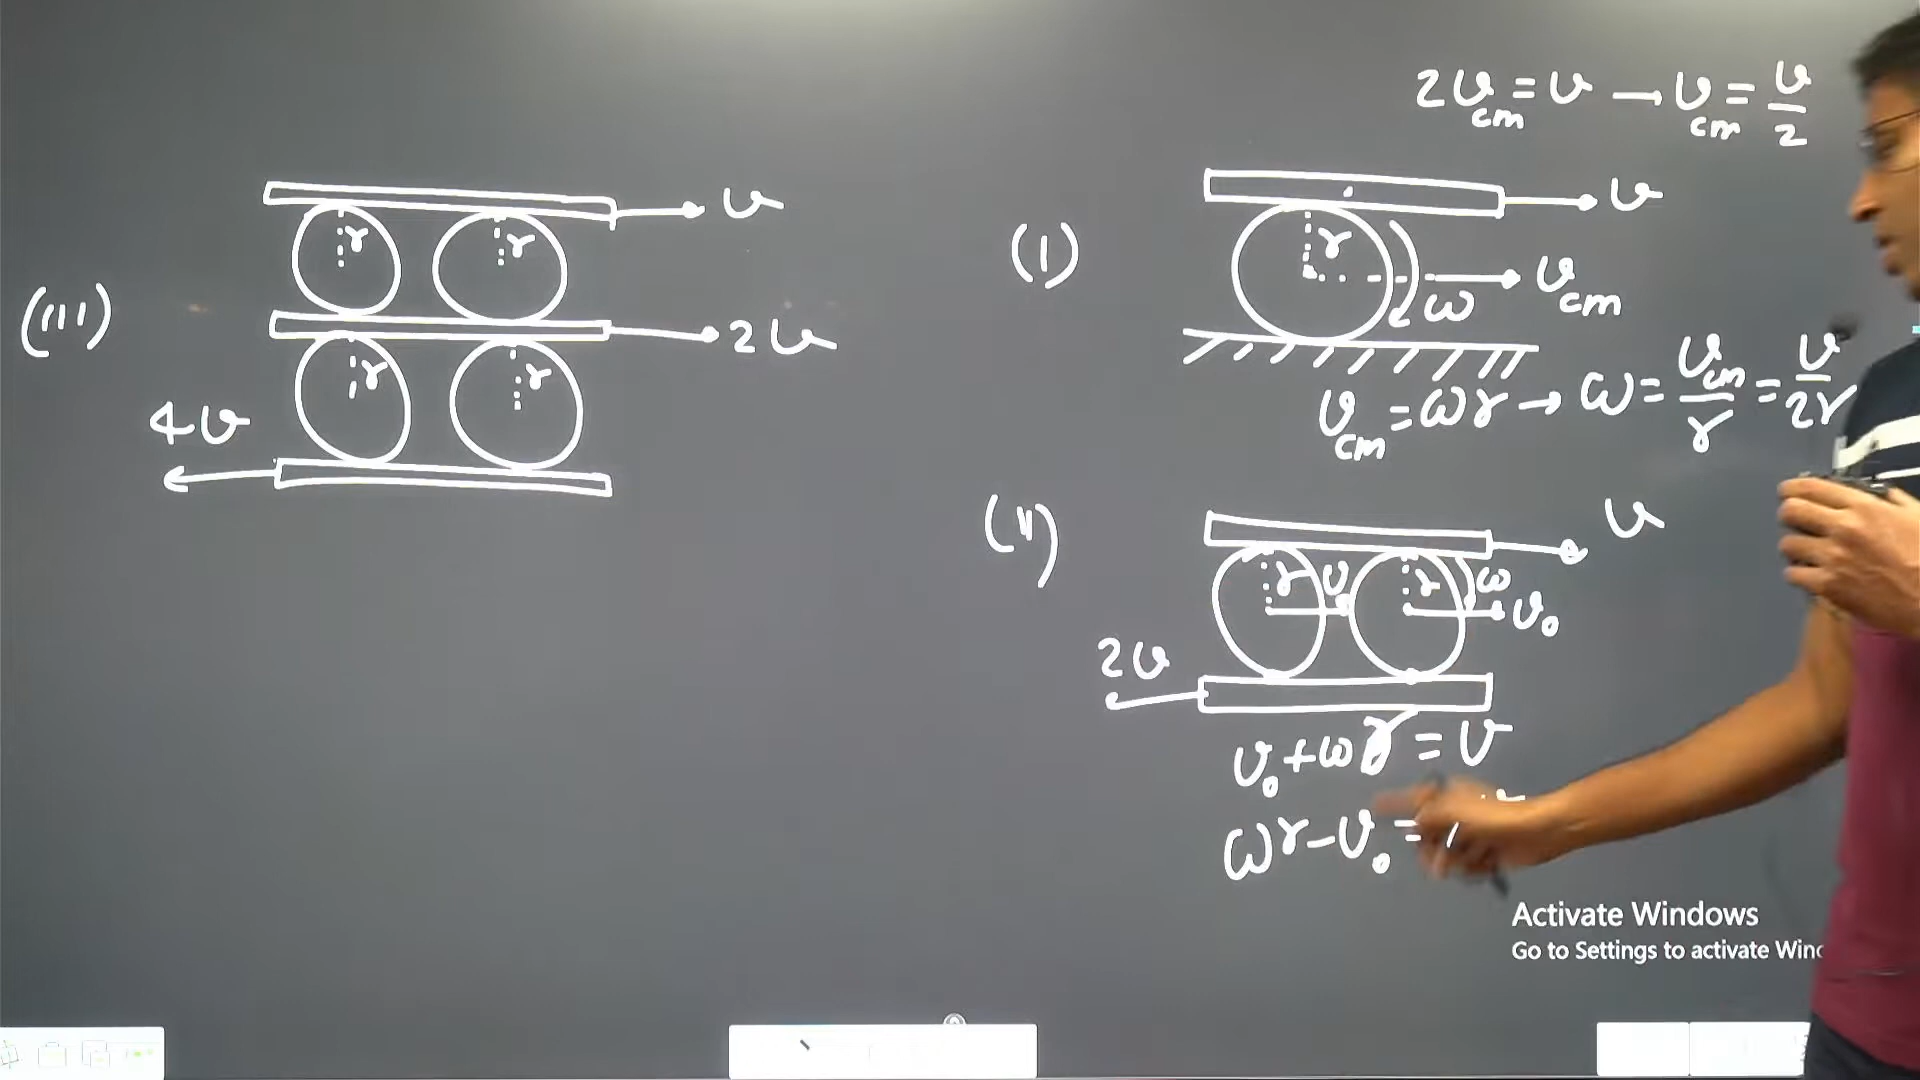 2v_cm = v → v_cm = v/2
v
r
r
2v
(III)
r
r
4v
v
(I)
r
v_cm
ω
v_cm = ωr → ω = v_cm/r = v/2r
(II)
v
r
r
ω
v₀
2v
v₀ + ωr = v
ωr - v₀ =
Activate Windows
Go to Settings to activate